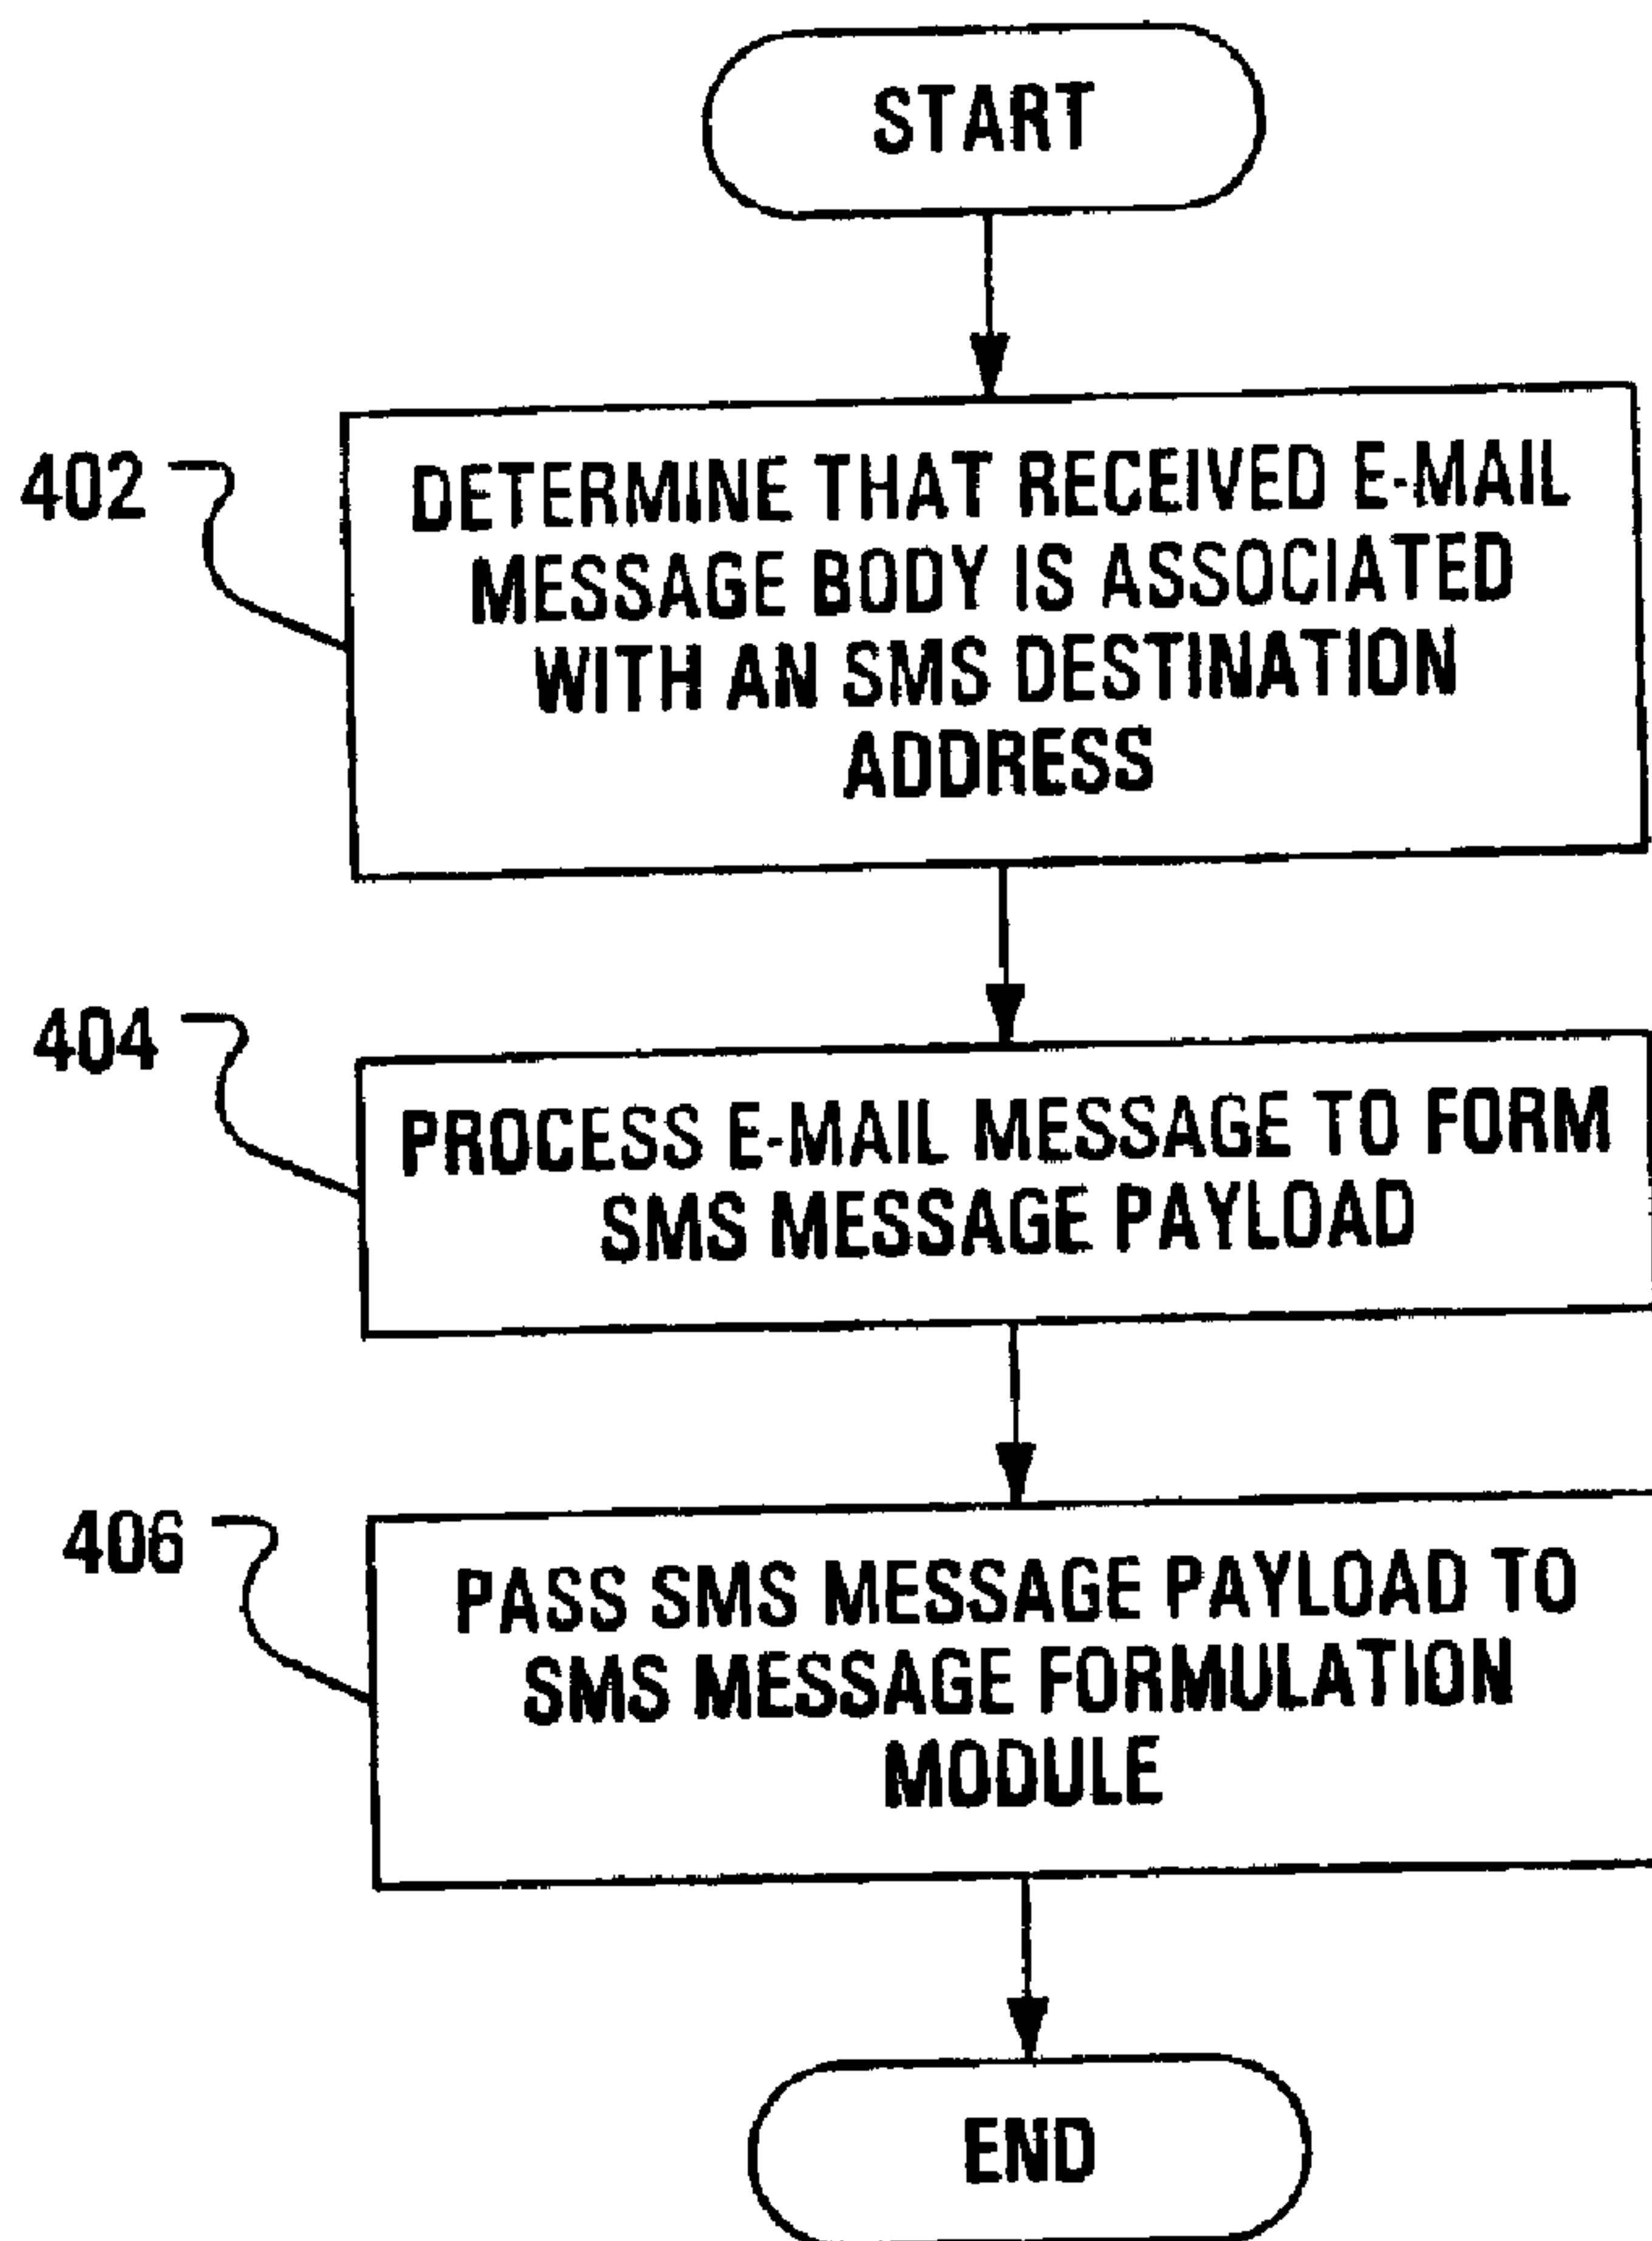 START
402
DETERMINE THAT RECEIVED E-MAIL
MESSAGE BODY IS ASSOCIATED
WITH AN SMS DESTINATION
ADDRESS
404
PROCESS E-MAIL MESSAGE TO FORM
SMS MESSAGE PAYLOAD
406
PASS SMS MESSAGE PAYLOAD TO
SMS MESSAGE FORMULATION
MODULE
END